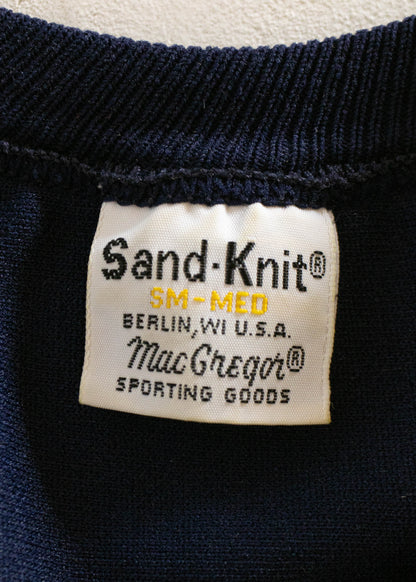 Sand·Knit®
SM-MED
BERLIN, WI U.S.A.
MacGregor®
SPORTING GOODS